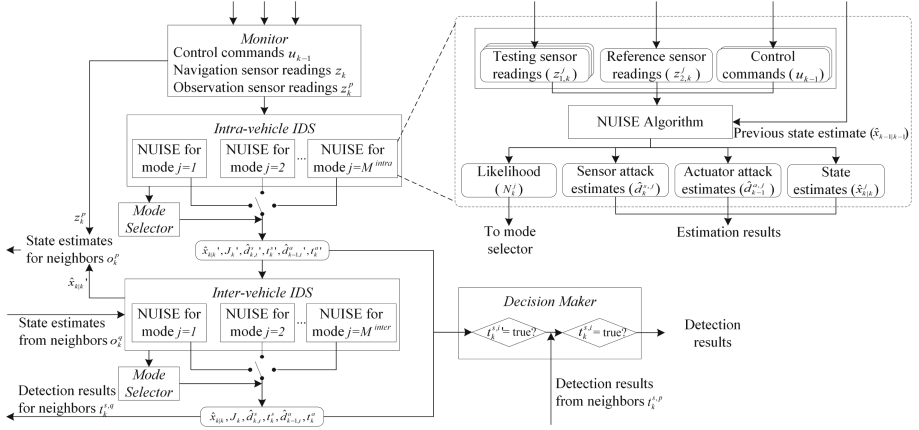 Monitor
Control commands u_{k-1}
Navigation sensor readings z_k
Observation sensor readings z_k^p
Intra-vehicle IDS
NUISE for mode j=1
NUISE for mode j=2
...
NUISE for mode j=M^{intra}
Mode Selector
x̂_{k|k}', J_k', d̂_{k,i}^s', t_k^s', d̂_{k-1,i}^a', t_k^a'
z_k^p
State estimates for neighbors o_k^p
x̂_{k|k}'
Inter-vehicle IDS
NUISE for mode j=1
NUISE for mode j=2
...
NUISE for mode j=M^{inter}
State estimates from neighbors o_k^q
Mode Selector
Detection results for neighbors t_k^{s,q}
x̂_{k|k}, J_k, d̂_{k,i}^s, t_k^s, d̂_{k-1,i}^a, t_k^a
Testing sensor readings (z_{1,k}^j)
Reference sensor readings (z_{2,k}^j)
Control commands (u_{k-1})
NUISE Algorithm
Previous state estimate (x̂_{k-1|k-1})
Likelihood (N_k^j)
Sensor attack estimates (d̂_k^{s,j})
Actuator attack estimates (d̂_{k-1}^{a,j})
State estimates (x̂_{k|k}^j)
To mode selector
Estimation results
Decision Maker
t_k^{s,i} = true?
t_k^{s,i} = true?
Detection results
Detection results from neighbors t_k^{s,p}